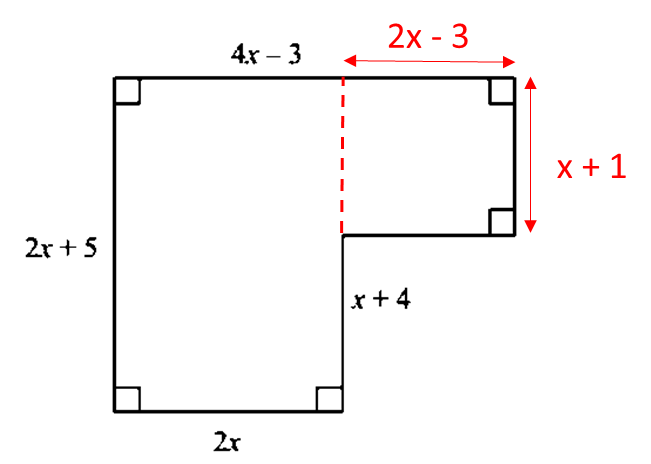 2x - 3
4x – 3
x + 1
2x + 5
x + 4
2x